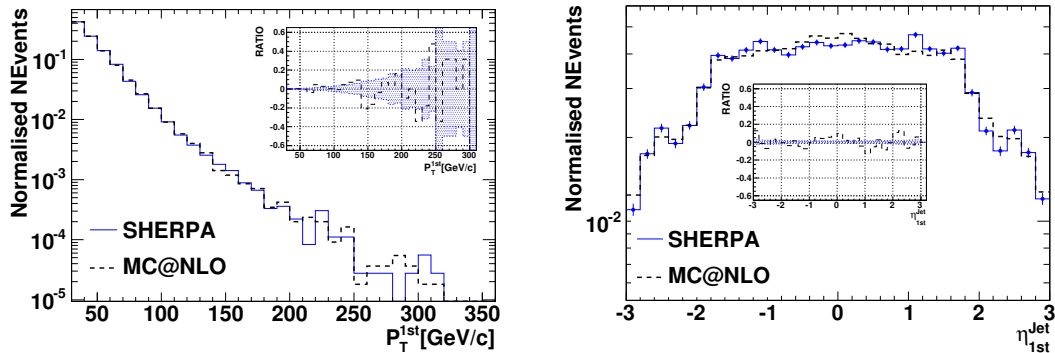 Normalised NEvents
10^-1
10^-2
10^-3
10^-4
10^-5
50 100 150 200 250 300 350
P_T^1st[GeV/c]
SHERPA
MC@NLO
RATIO
0.6
0.4
0.2
0
-0.2
-0.4
-0.6
50 100 150 200 250 300
P_T^1st[GeV/c]
Normalised NEvents
10^-2
-3 -2 -1 0 1 2 3
η_1st^Jet
SHERPA
MC@NLO
RATIO
0.6
0.4
0.2
0
-0.2
-0.4
-0.6
-3 -2 -1 0 1 2 3
η_1st^Jet